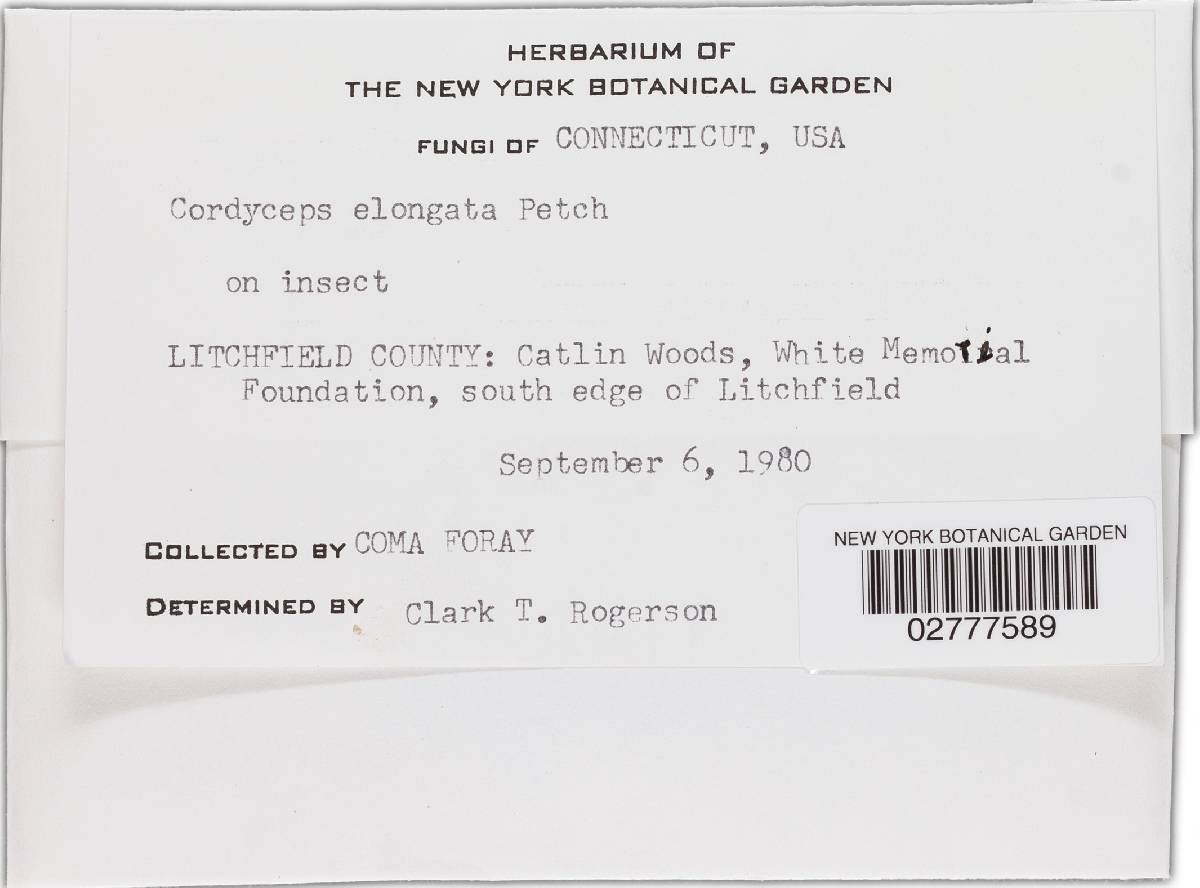 HERBARIUM OF
THE NEW YORK BOTANICAL GARDEN
FUNGI OF CONNECTICUT, USA
Cordyceps elongata Petch
on insect
LITCHFIELD COUNTY: Catlin Woods, White Memorial
Foundation, south edge of Litchfield
September 6, 1980
COLLECTED BY COMA FORAY
DETERMINED BY Clark T. Rogerson
NEW YORK BOTANICAL GARDEN
02777589